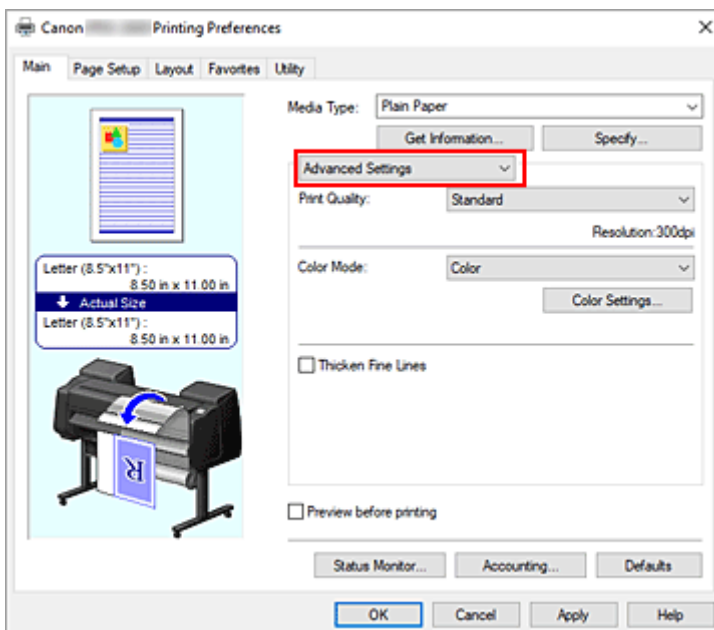 Canon Printing Preferences
Main Page Setup Layout Favorites Utility
Media Type: Plain Paper
Get Information... Specify...
Advanced Settings
Print Quality: Standard
Resolution:300dpi
Letter (8.5"x11") :
8.50 in x 11.00 in
Actual Size
Letter (8.5"x11") :
8.50 in x 11.00 in
Color Mode: Color
Color Settings...
Thicken Fine Lines
R
Preview before printing
Status Monitor... Accounting... Defaults
OK Cancel Apply Help